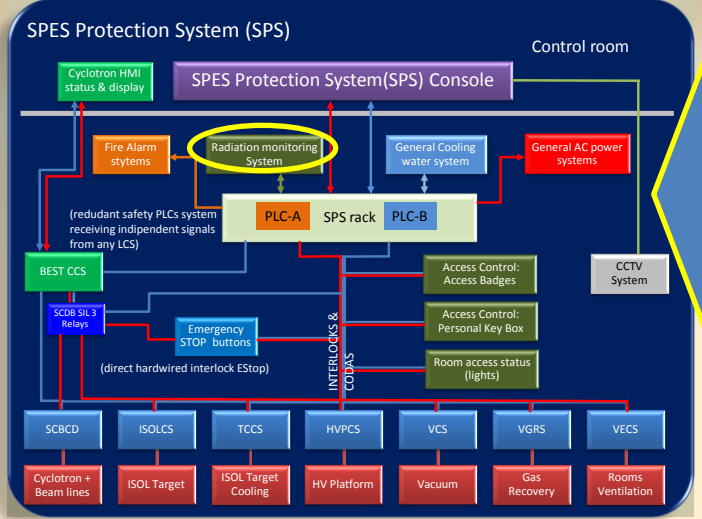 SPES Protection System (SPS)
Control room
Cyclotron HMI
status & display
SPES Protection System(SPS) Console
Fire Alarm
stytems
Radiation monitoring
System
General Cooling
water system
General AC power
systems
(redudant safety PLCs system
receiving indipendent signals
from any LCS)
PLC-A
SPS rack
PLC-B
BEST CCS
Access Control:
Access Badges
CCTV
System
SCDB SIL 3
Relays
Emergency
STOP buttons
INTERLOCKS &
CODAS
Access Control:
Personal Key Box
(direct hardwired interlock EStop)
Room access status
(lights)
SCBCD
ISOLCS
TCCS
HVPCS
VCS
VGRS
VECS
Cyclotron +
Beam lines
ISOL Target
ISOL Target
Cooling
HV Platform
Vacuum
Gas
Recovery
Rooms
Ventilation